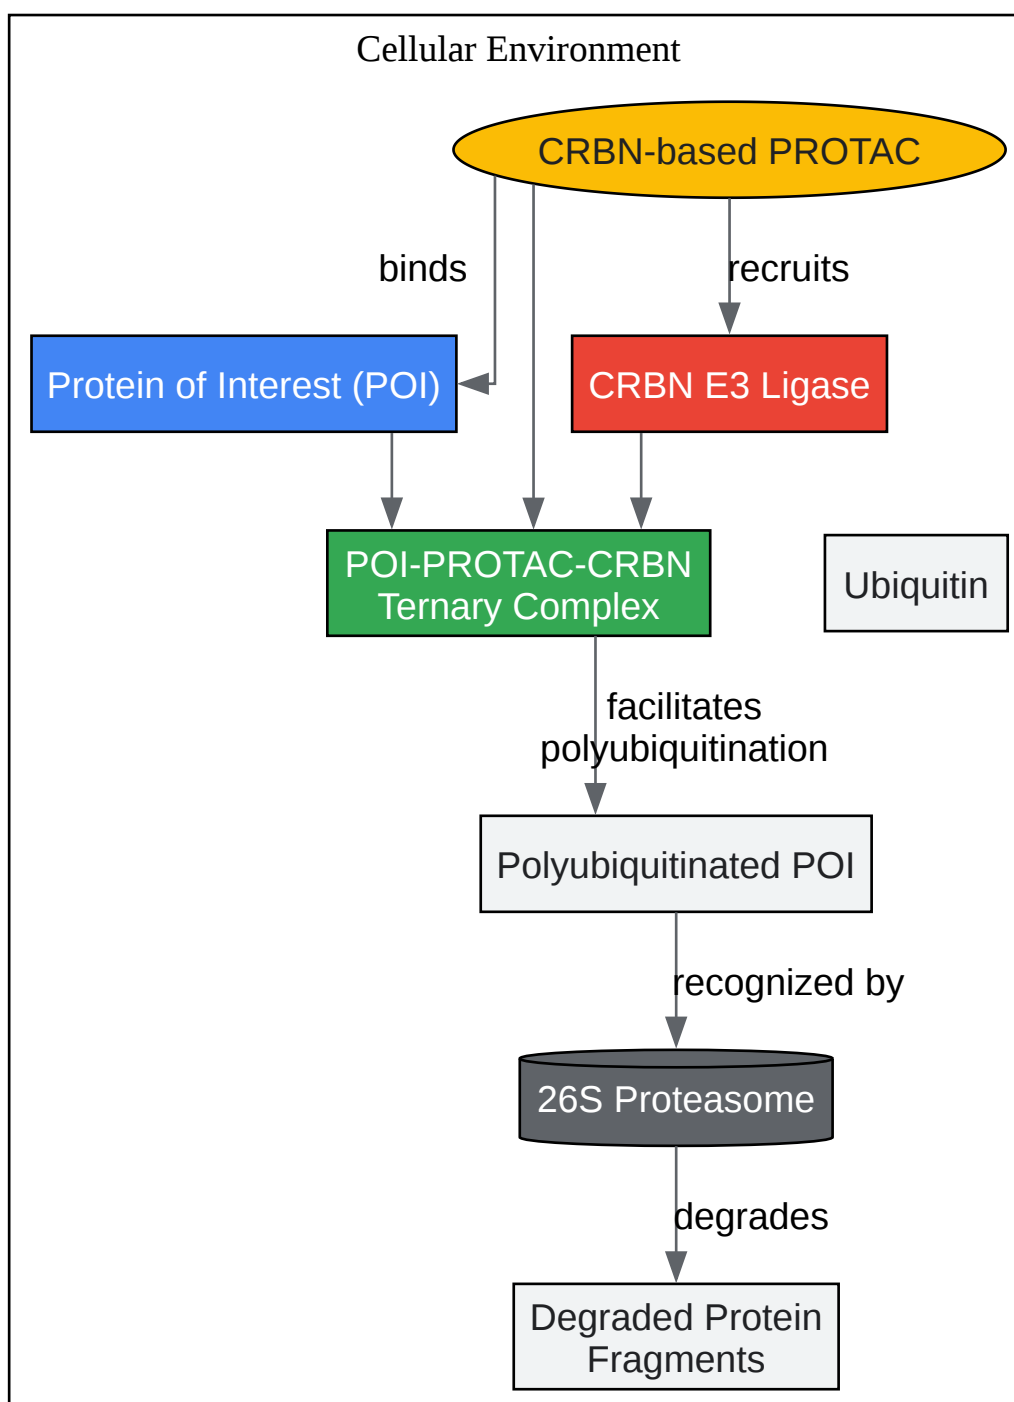 Cellular Environment
CRBN-based PROTAC
binds
recruits
Protein of Interest (POI)
CRBN E3 Ligase
POI-PROTAC-CRBN
Ternary Complex
Ubiquitin
facilitates
polyubiquitination
Polyubiquitinated POI
recognized by
26S Proteasome
degrades
Degraded Protein
Fragments